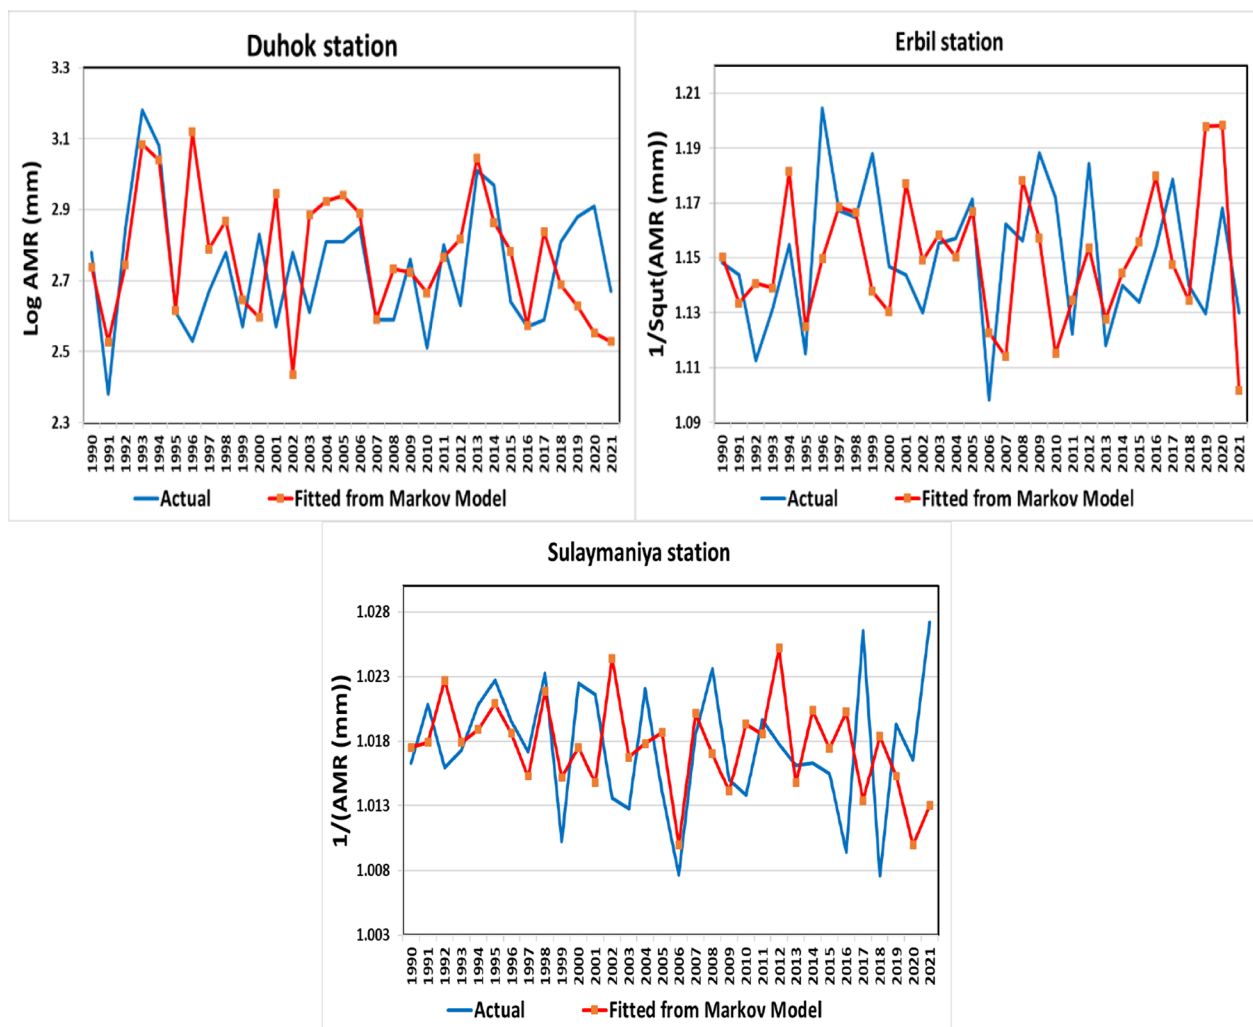 Duhok station
Log AMR (mm)
3.3
3.1
2.9
2.7
2.5
2.3
1990 1991 1992 1993 1994 1995 1996 1997 1998 1999 2000 2001 2002 2003 2004 2005 2006 2007 2008 2009 2010 2011 2012 2013 2014 2015 2016 2017 2018 2019 2020 2021
Actual Fitted from Markov Model
Erbil station
1/Squt(AMR (mm))
1.21
1.19
1.17
1.15
1.13
1.11
1.09
1990 1991 1992 1993 1994 1995 1996 1997 1998 1999 2000 2001 2002 2003 2004 2005 2006 2007 2008 2009 2010 2011 2012 2013 2014 2015 2016 2017 2018 2019 2020 2021
Actual Fitted from Markov Model
Sulaymaniya station
1/(AMR (mm))
1.028
1.023
1.018
1.013
1.008
1.003
1990 1991 1992 1993 1994 1995 1996 1997 1998 1999 2000 2001 2002 2003 2004 2005 2006 2007 2008 2009 2010 2011 2012 2013 2014 2015 2016 2017 2018 2019 2020 2021
Actual Fitted from Markov Model